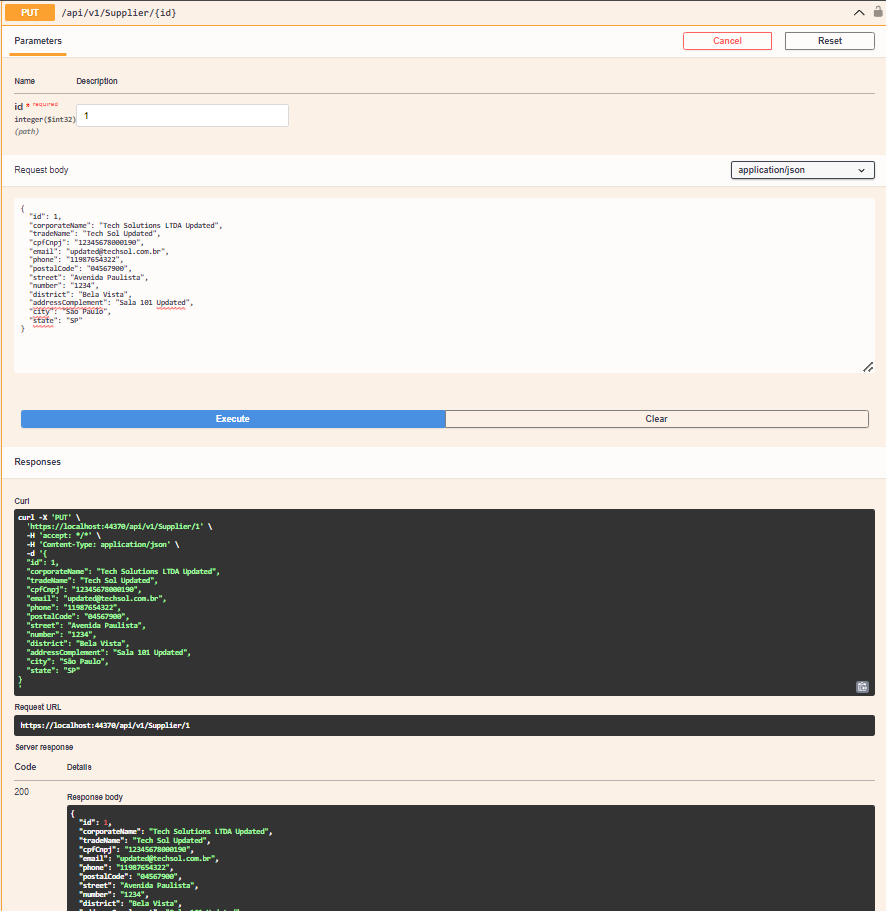 PUT /api/v1/Supplier/{id}
Parameters
Cancel
Reset
Name Description
id * required
integer($int32)
(path)
1
Request body
application/json
{
  "id": 1,
  "corporateName": "Tech Solutions LTDA Updated",
  "tradeName": "Tech Sol Updated",
  "cpfCnpj": "12345678000190",
  "email": "updated@techsol.com.br",
  "phone": "11987654322",
  "postalCode": "04567900",
  "street": "Avenida Paulista",
  "number": "1234",
  "district": "Bela Vista",
  "addressComplement": "Sala 101 Updated",
  "city": "São Paulo",
  "state": "SP"
}
Execute
Clear
Responses
Curl
curl -X 'PUT' \
  'https://localhost:44370/api/v1/Supplier/1' \
  -H 'accept: */*' \
  -H 'Content-Type: application/json' \
  -d '{
  "id": 1,
  "corporateName": "Tech Solutions LTDA Updated",
  "tradeName": "Tech Sol Updated",
  "cpfCnpj": "12345678000190",
  "email": "updated@techsol.com.br",
  "phone": "11987654322",
  "postalCode": "04567900",
  "street": "Avenida Paulista",
  "number": "1234",
  "district": "Bela Vista",
  "addressComplement": "Sala 101 Updated",
  "city": "São Paulo",
  "state": "SP"
}
'
Request URL
https://localhost:44370/api/v1/Supplier/1
Server response
Code Details
200
Response body
{
  "id": 1,
  "corporateName": "Tech Solutions LTDA Updated",
  "tradeName": "Tech Sol Updated",
  "cpfCnpj": "12345678000190",
  "email": "updated@techsol.com.br",
  "phone": "11987654322",
  "postalCode": "04567900",
  "street": "Avenida Paulista",
  "number": "1234",
  "district": "Bela Vista",